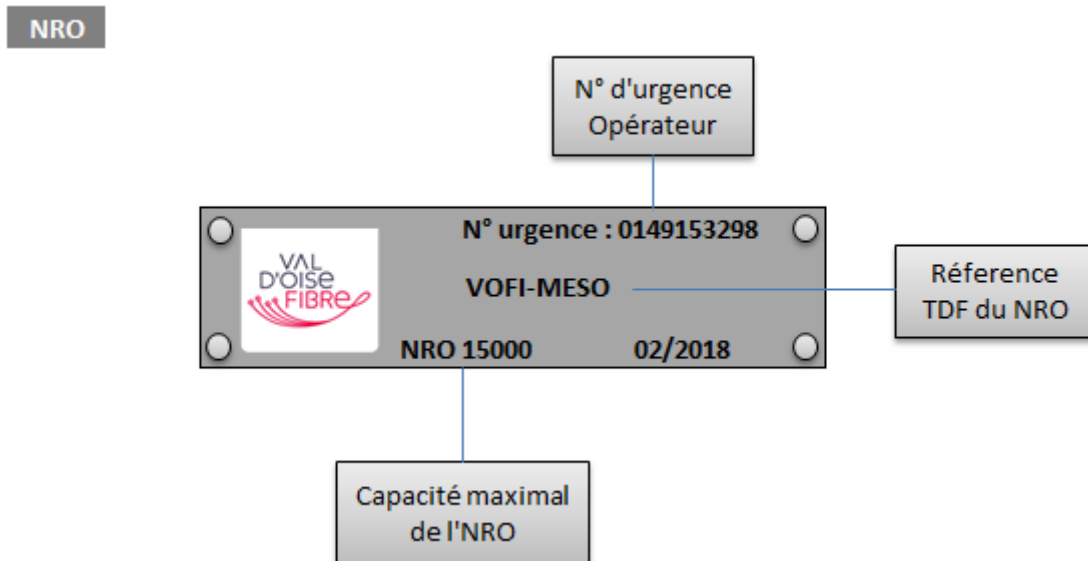 NRO
N° d'urgence
Opérateur
N° urgence : 0149153298
VAL
D'OISE
FIBRE
VOFI-MESO
Réference
TDF du NRO
NRO 15000
02/2018
Capacité maximal
de l'NRO